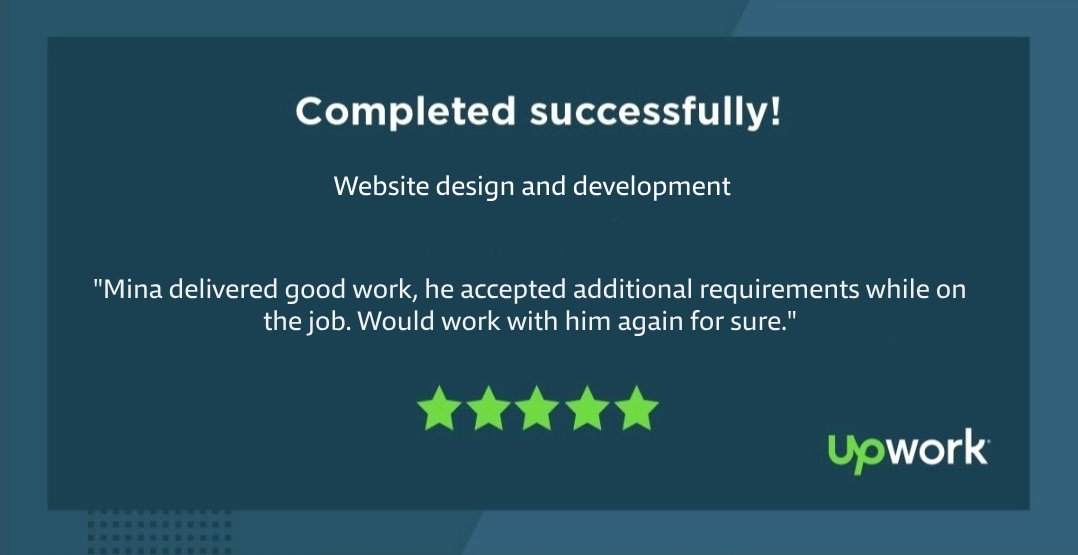 Completed successfully!
Website design and development
"Mina delivered good work, he accepted additional requirements while on
the job. Would work with him again for sure."
upwork